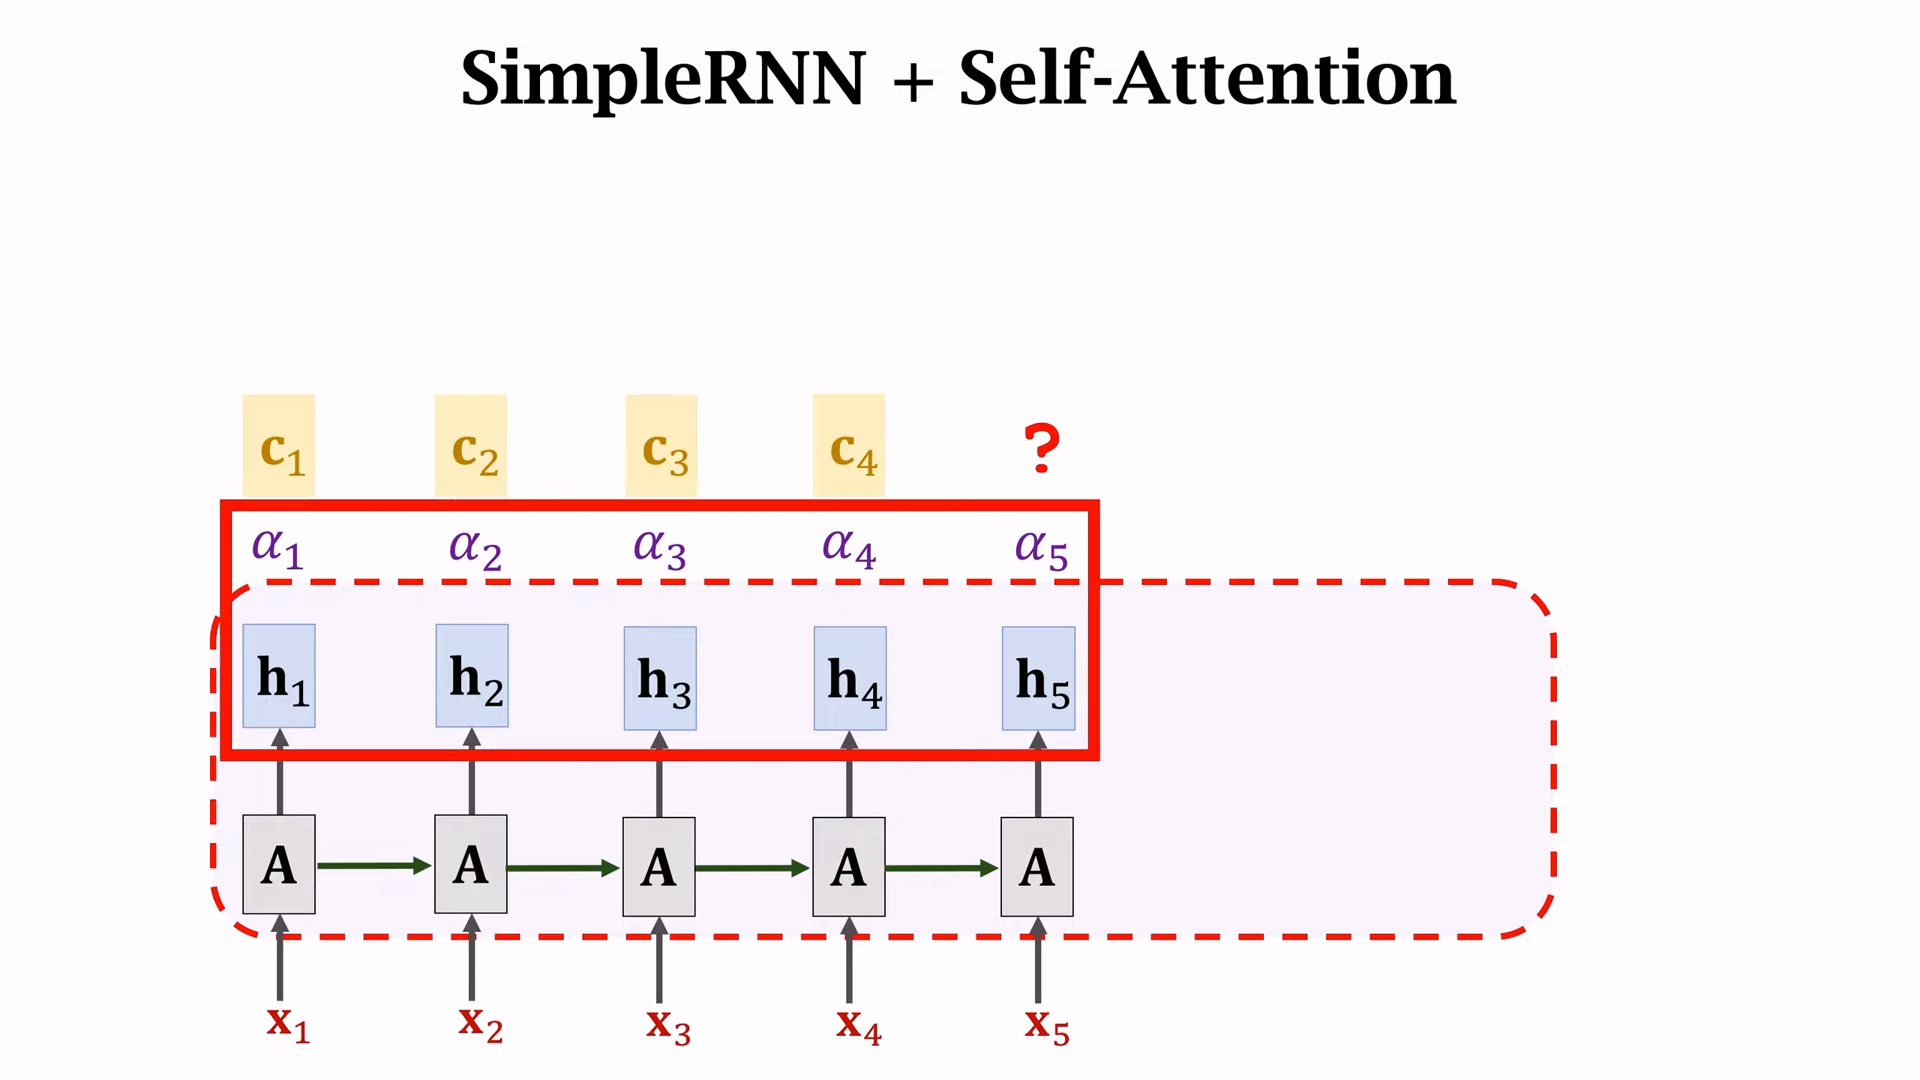 SimpleRNN + Self-Attention
c₁ c₂ c₃ c₄ ?
α₁ α₂ α₃ α₄ α₅
h₁ h₂ h₃ h₄ h₅
A A A A A
x₁ x₂ x₃ x₄ x₅